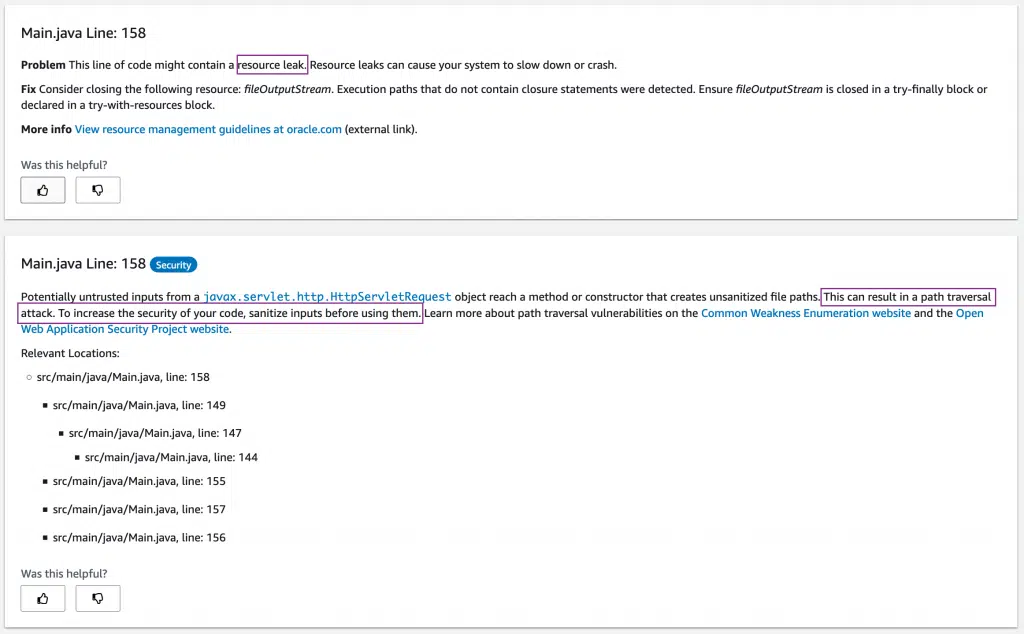 Main.java Line: 158
Problem This line of code might contain a resource leak. Resource leaks can cause your system to slow down or crash.
Fix Consider closing the following resource: fileOutputStream. Execution paths that do not contain closure statements were detected. Ensure fileOutputStream is closed in a try-finally block or
declared in a try-with-resources block.
More info View resource management guidelines at oracle.com (external link).
Was this helpful?
Main.java Line: 158 Security
Potentially untrusted inputs from a javax.servlet.http.HttpServletRequest object reach a method or constructor that creates unsanitized file paths. This can result in a path traversal
attack. To increase the security of your code, sanitize inputs before using them. Learn more about path traversal vulnerabilities on the Common Weakness Enumeration website and the Open
Web Application Security Project website.
Relevant Locations:
src/main/java/Main.java, line: 158
src/main/java/Main.java, line: 149
src/main/java/Main.java, line: 147
src/main/java/Main.java, line: 144
src/main/java/Main.java, line: 155
src/main/java/Main.java, line: 157
src/main/java/Main.java, line: 156
Was this helpful?